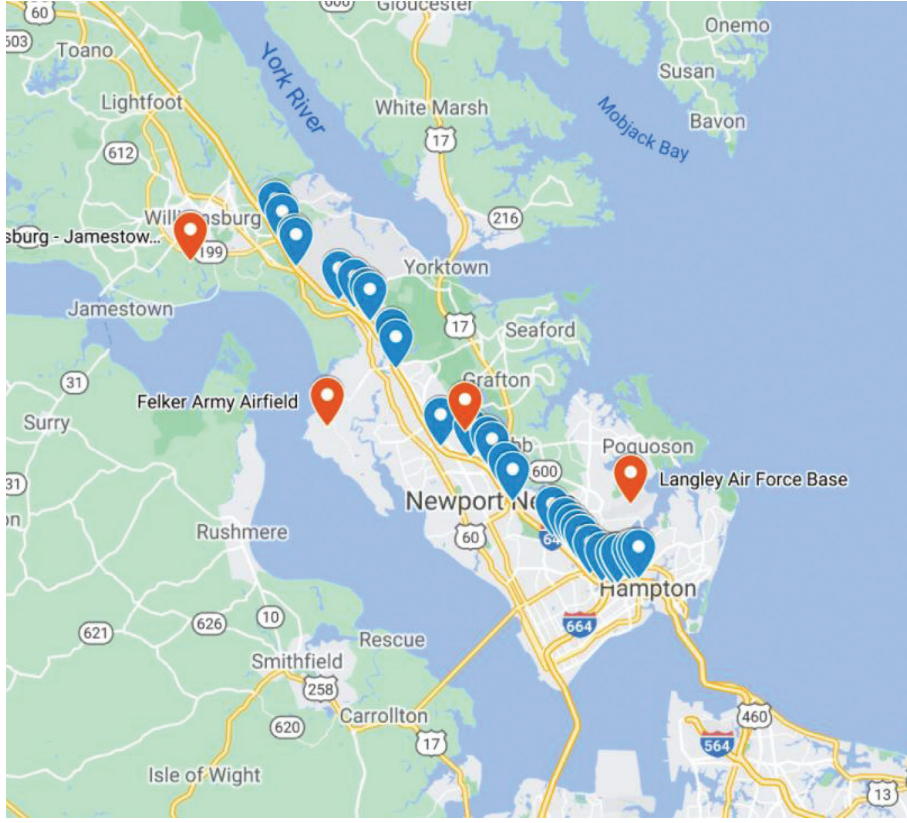 60
600
Gloucester
Onemo
603
Toano
Susan
York River
Lightfoot
White Marsh
Bavon
17
Mobjack Bay
612
Williamsburg
216
sburg - Jamestow...
199
Yorktown
Jamestown
17
Seaford
31
Grafton
Felker Army Airfield
Surry
Poquoson
600
Langley Air Force Base
31
Newport Ne
Rushmere
60
64
Hampton
10
664
626
621
Rescue
Smithfield
258
Carrollton
620
17
460
564
Isle of Wight
13